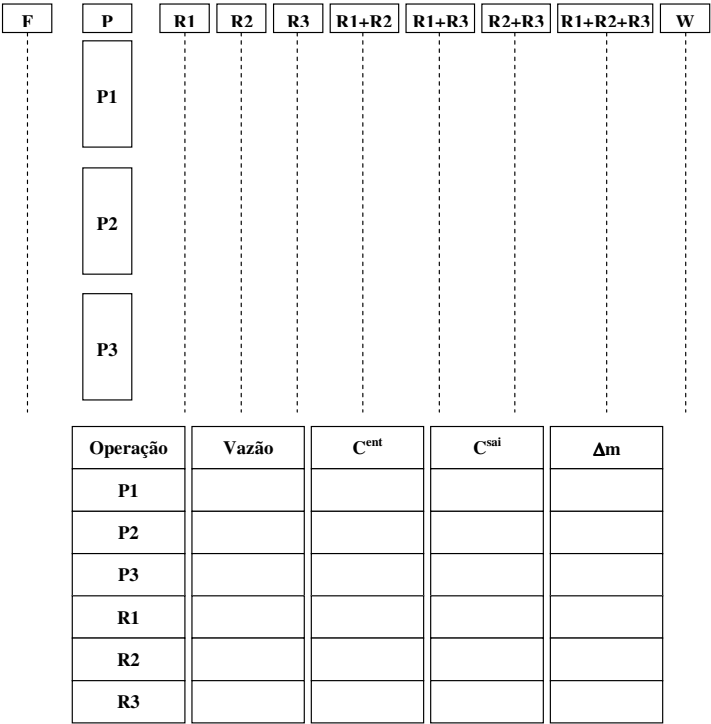 F P R1 R2 R3 R1+R2 R1+R3 R2+R3 R1+R2+R3 W
P1
P2
P3
Operação Vazão C^ent C^sai Δm
P1
P2
P3
R1
R2
R3